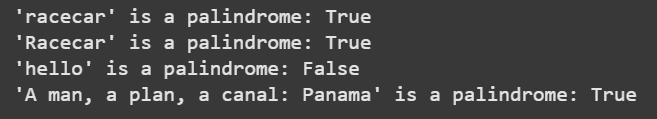 'racecar' is a palindrome: True
'Racecar' is a palindrome: True
'hello' is a palindrome: False
'A man, a plan, a canal: Panama' is a palindrome: True